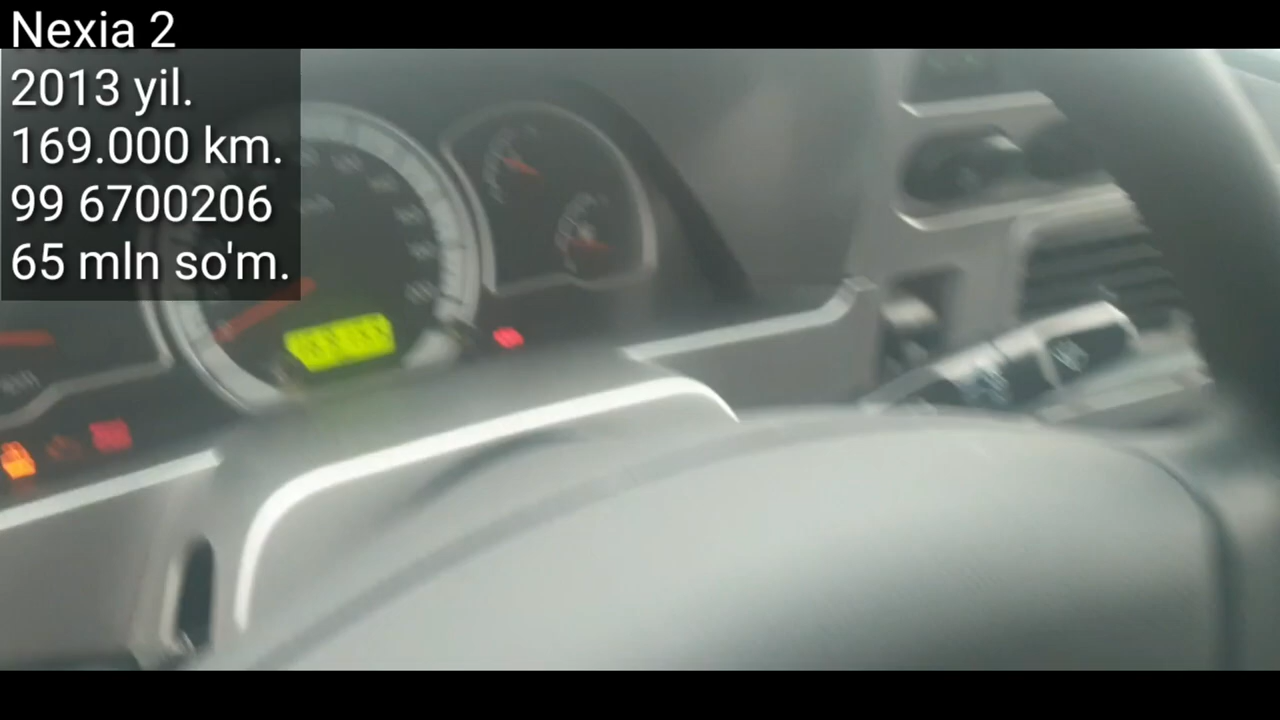 Nexia 2
2013 yil.
169.000 km.
99 6700206
65 mln so'm.